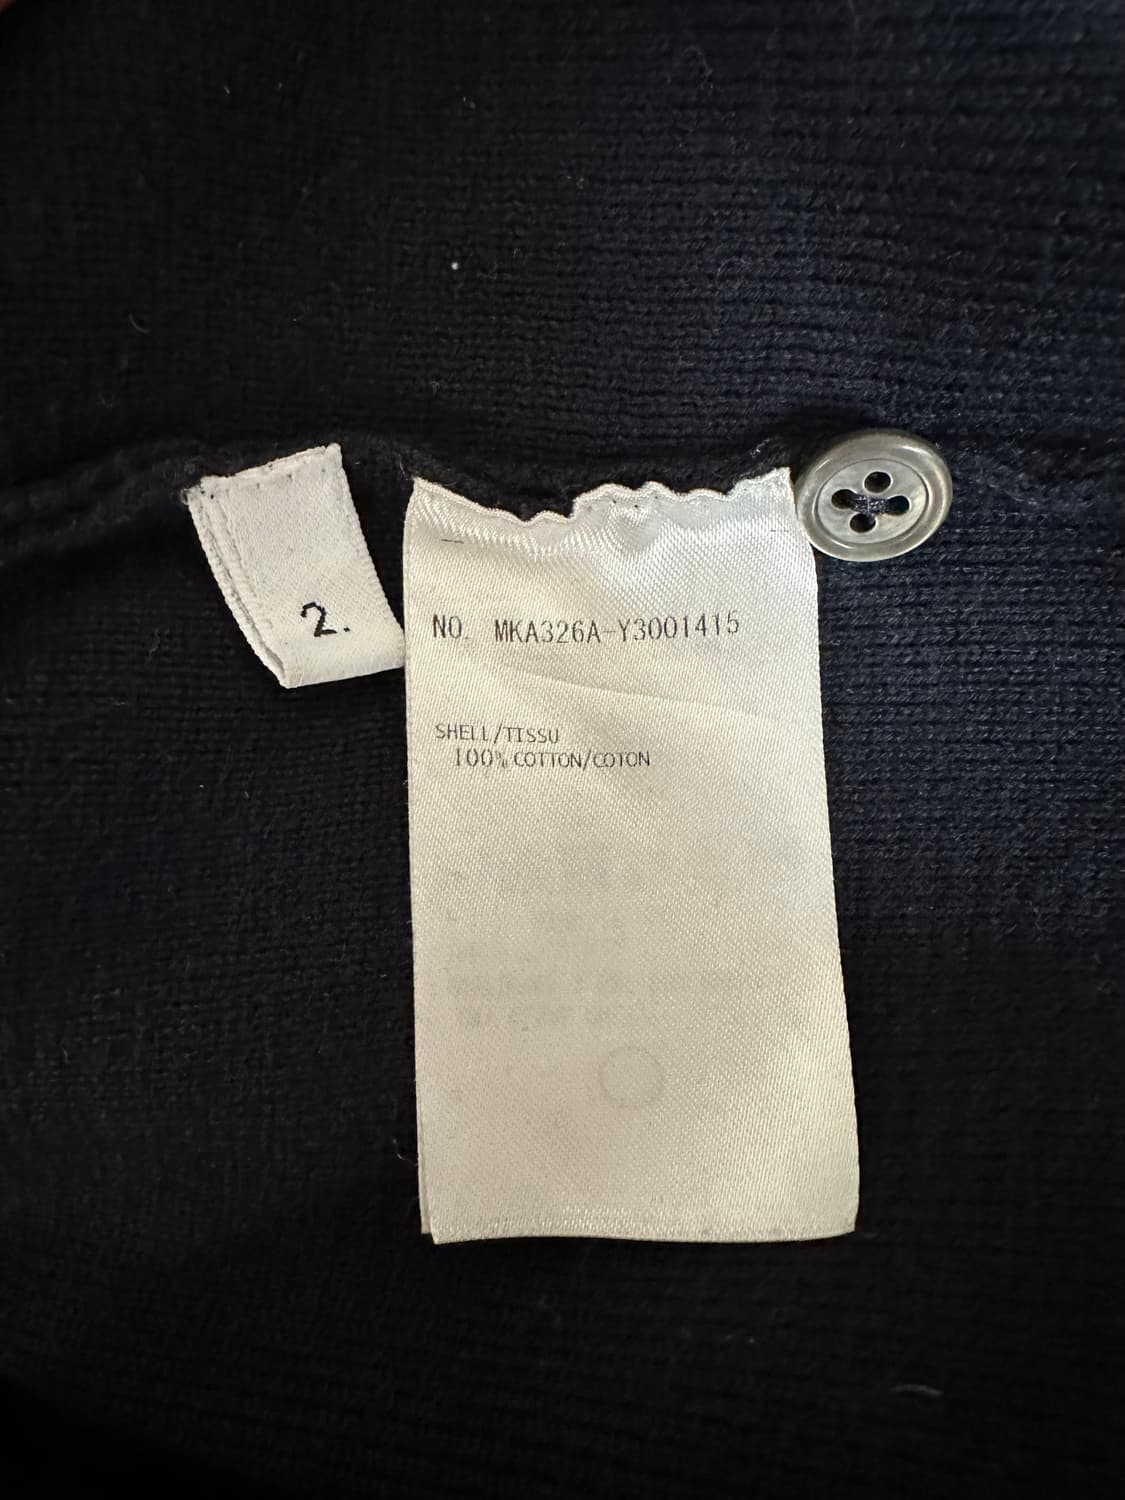 2.
NO. MKA326A-Y3001415
SHELL/TISSU
100% COTTON/COTON